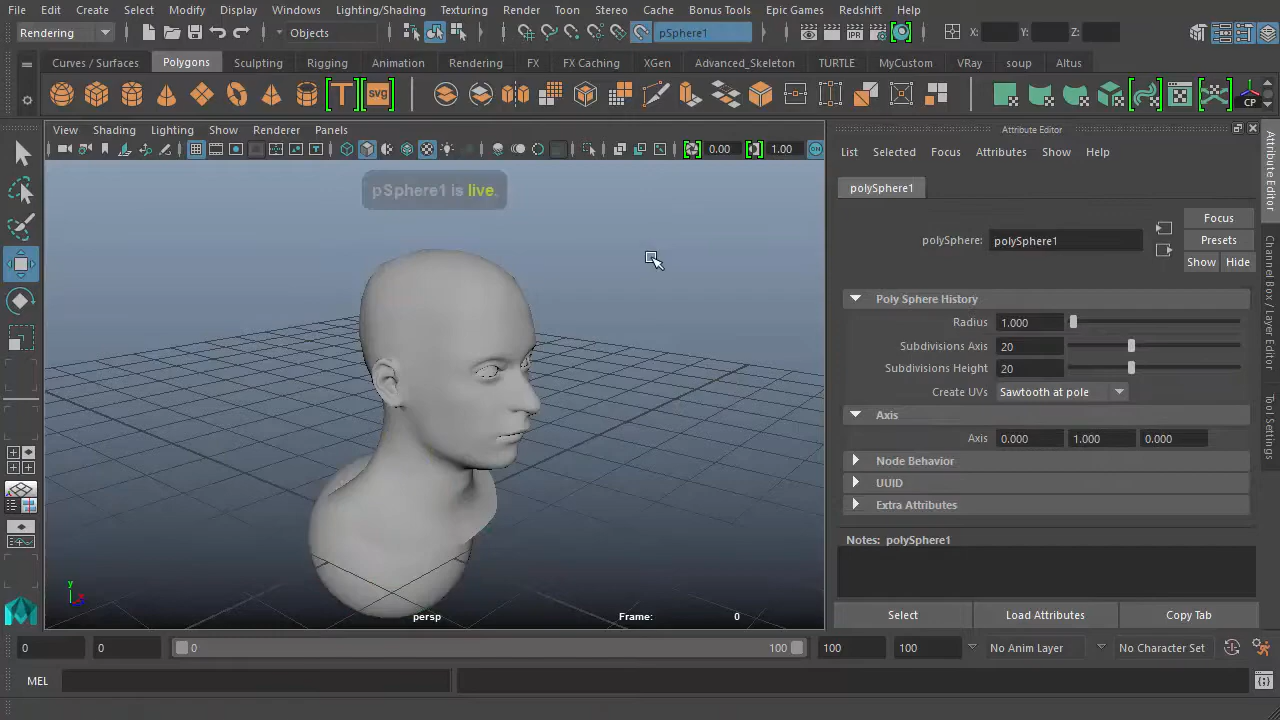 File Edit Create Select Modify Display Windows Lighting/Shading Texturing Render Toon Stereo Cache Bonus Tools Epic Games Redshift Help
Rendering Objects pSphere1 X: Y: Z:
Curves / Surfaces Polygons Sculpting Rigging Animation Rendering FX FX Caching XGen Advanced_Skeleton TURTLE MyCustom VRay soup Altus
T svg CP
View Shading Lighting Show Renderer Panels
0.00 1.00
pSphere1 is live.
persp
Frame: 0
y
Attribute Editor
List Selected Focus Attributes Show Help
polySphere1
polySphere: polySphere1
Focus
Presets
Show Hide
Poly Sphere History
Radius 1.000
Subdivisions Axis 20
Subdivisions Height 20
Create UVs Sawtooth at pole
Axis
Axis 0.000 1.000 0.000
Node Behavior
UUID
Extra Attributes
Notes: polySphere1
Select Load Attributes Copy Tab
Attribute Editor
Channel Box / Layer Editor
Tool Settings
0 0 0 100 100 100 No Anim Layer No Character Set
MEL